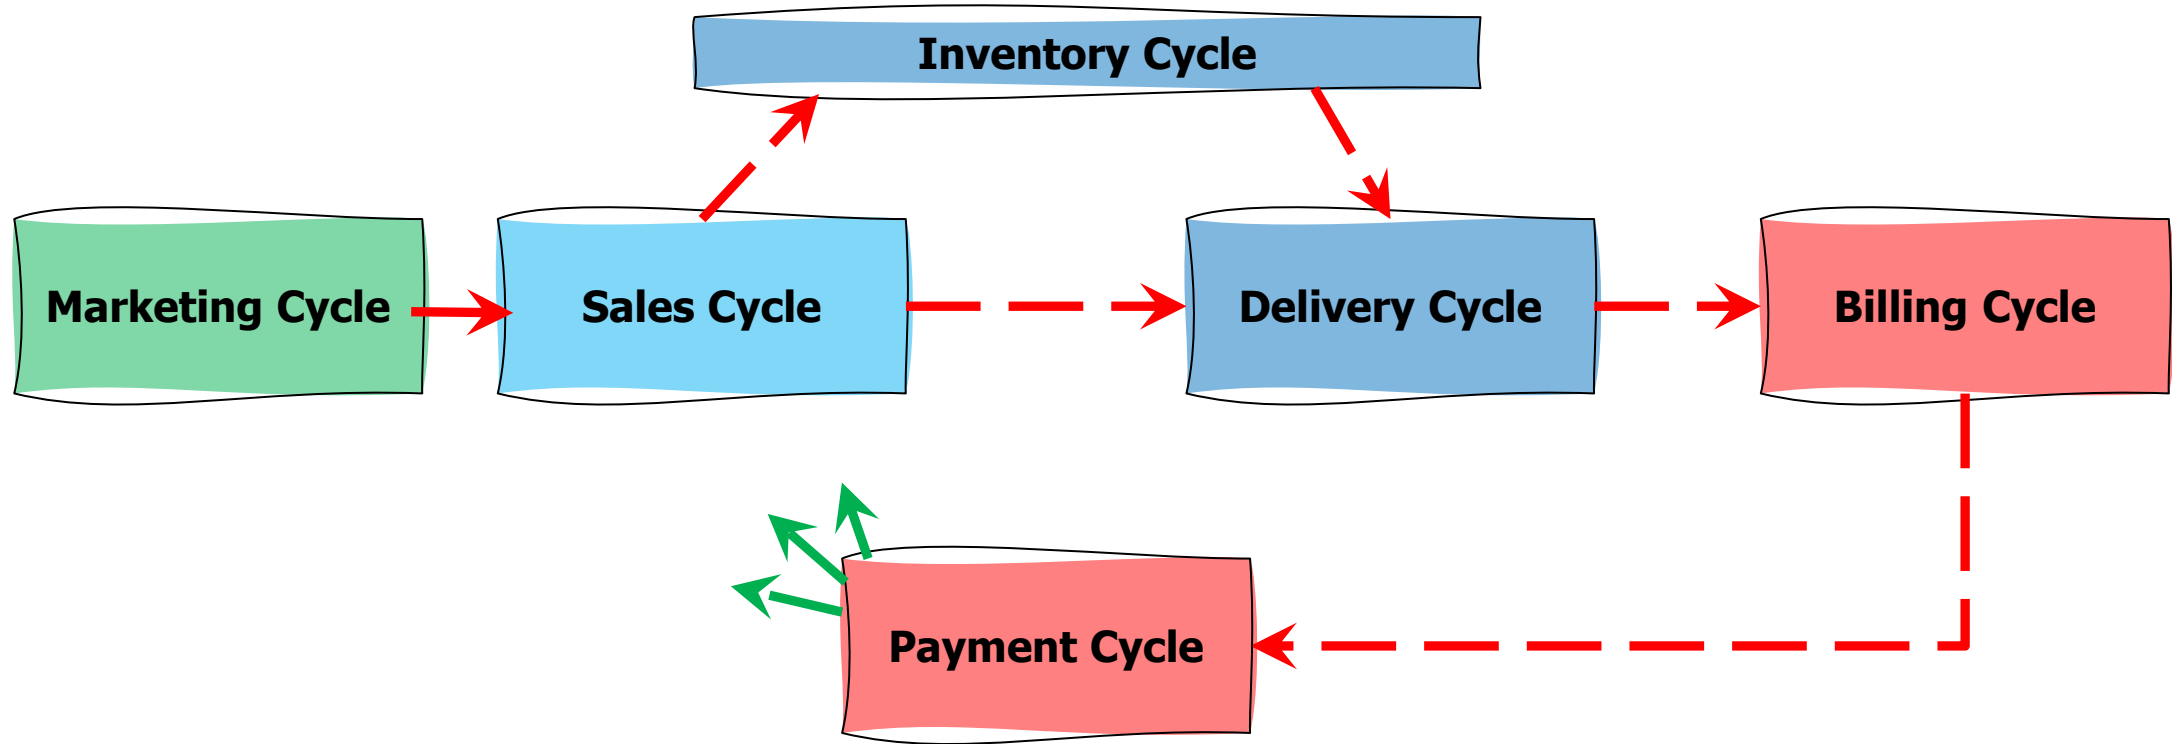 Inventory Cycle
Marketing Cycle
Sales Cycle
Delivery Cycle
Billing Cycle
Payment Cycle